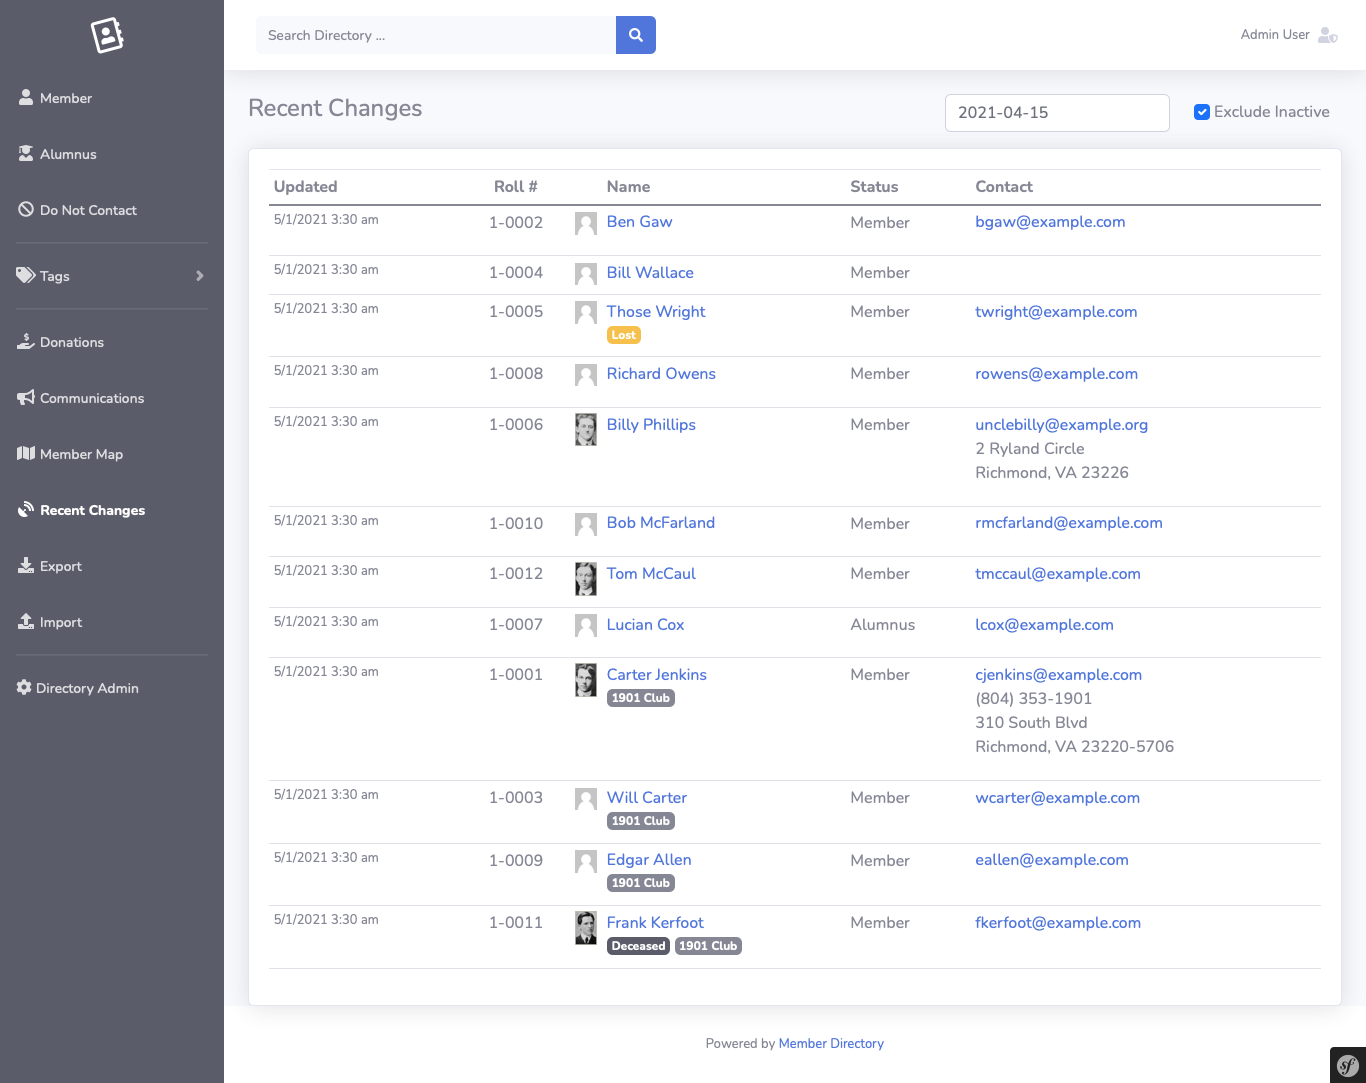 Search Directory ...
Admin User
Member
Alumnus
Do Not Contact
Tags
Donations
Communications
Member Map
Recent Changes
Export
Import
Directory Admin
Recent Changes
2021-04-15
Exclude Inactive
Updated Roll # Name Status Contact
5/1/2021 3:30 am 1-0002 Ben Gaw Member bgaw@example.com
5/1/2021 3:30 am 1-0004 Bill Wallace Member
5/1/2021 3:30 am 1-0005 Those Wright Member twright@example.com
Lost
5/1/2021 3:30 am 1-0008 Richard Owens Member rowens@example.com
5/1/2021 3:30 am 1-0006 Billy Phillips Member unclebilly@example.org
2 Ryland Circle
Richmond, VA 23226
5/1/2021 3:30 am 1-0010 Bob McFarland Member rmcfarland@example.com
5/1/2021 3:30 am 1-0012 Tom McCaul Member tmccaul@example.com
5/1/2021 3:30 am 1-0007 Lucian Cox Alumnus lcox@example.com
5/1/2021 3:30 am 1-0001 Carter Jenkins Member cjenkins@example.com
1901 Club (804) 353-1901
310 South Blvd
Richmond, VA 23220-5706
5/1/2021 3:30 am 1-0003 Will Carter Member wcarter@example.com
1901 Club
5/1/2021 3:30 am 1-0009 Edgar Allen Member eallen@example.com
1901 Club
5/1/2021 3:30 am 1-0011 Frank Kerfoot Member fkerfoot@example.com
Deceased 1901 Club
Powered by Member Directory
sf